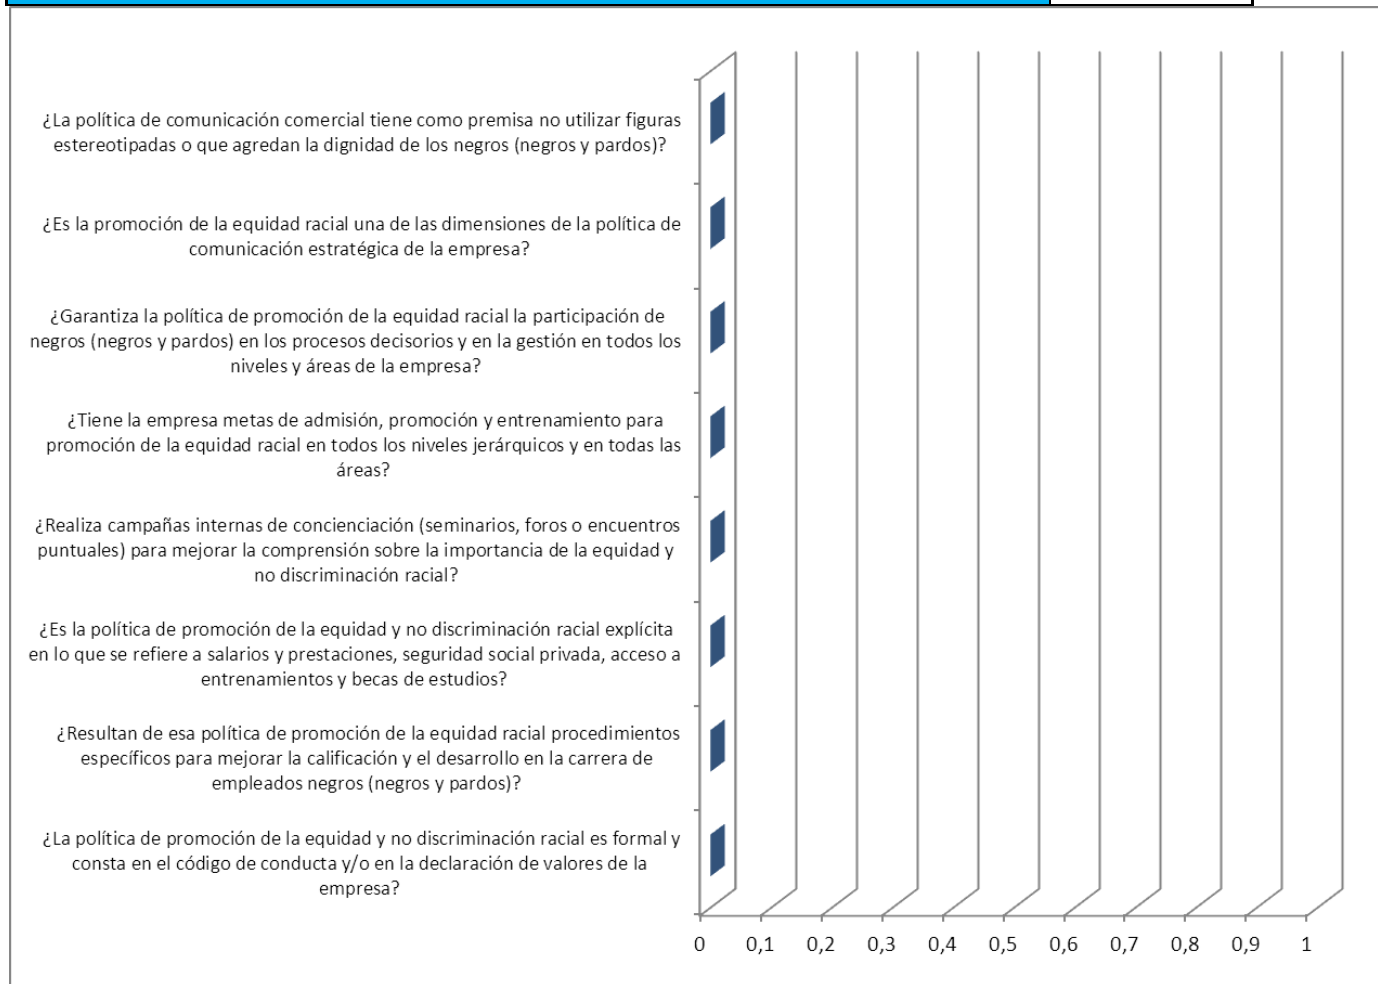 ¿La política de comunicación comercial tiene como premisa no utilizar figuras
estereotipadas o que agredan la dignidad de los negros (negros y pardos)?
¿Es la promoción de la equidad racial una de las dimensiones de la política de
comunicación estratégica de la empresa?
¿Garantiza la política de promoción de la equidad racial la participación de
negros (negros y pardos) en los procesos decisorios y en la gestión en todos los
niveles y áreas de la empresa?
¿Tiene la empresa metas de admisión, promoción y entrenamiento para
promoción de la equidad racial en todos los niveles jerárquicos y en todas las
áreas?
¿Realiza campañas internas de concienciación (seminarios, foros o encuentros
puntuales) para mejorar la comprensión sobre la importancia de la equidad y
no discriminación racial?
¿Es la política de promoción de la equidad y no discriminación racial explícita
en lo que se refiere a salarios y prestaciones, seguridad social privada, acceso a
entrenamientos y becas de estudios?
¿Resultan de esa política de promoción de la equidad racial procedimientos
específicos para mejorar la calificación y el desarrollo en la carrera de
empleados negros (negros y pardos)?
¿La política de promoción de la equidad y no discriminación racial es formal y
consta en el código de conducta y/o en la declaración de valores de la
empresa?
0 0,1 0,2 0,3 0,4 0,5 0,6 0,7 0,8 0,9 1